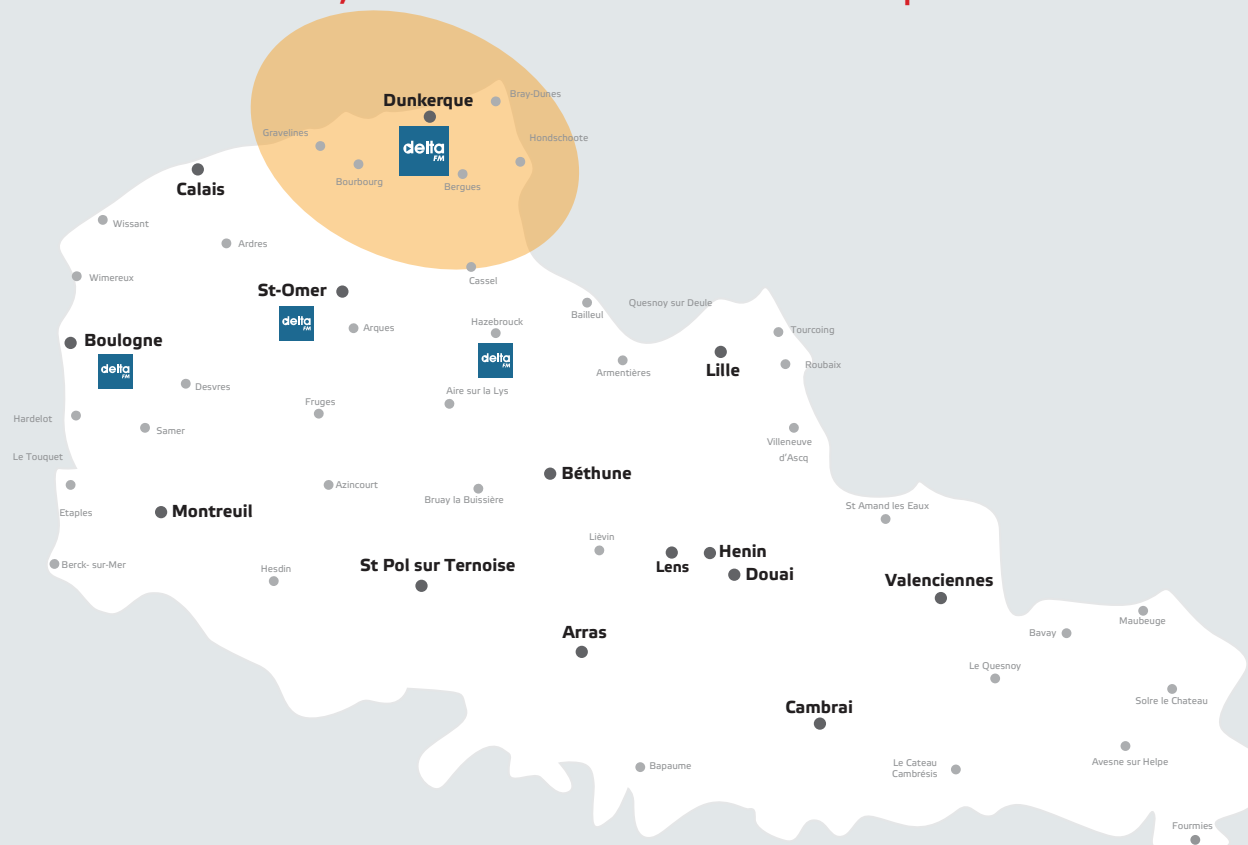 Dunkerque
Bray-Dunes
Gravelines
Hondschoote
delta
FM
Bourbourg
Bergues
Calais
Wissant
Ardres
Wimereux
Cassel
St-Omer
delta
FM
Arques
Bailleul
Quesnoy sur Deule
Hazebrouck
delta
FM
Tourcoing
Boulogne
delta
FM
Armentières
Lille
Roubaix
Desvres
Aire sur la Lys
Fruges
Hardelot
Samer
Villeneuve
d'Ascq
Le Touquet
Béthune
Azincourt
Bruay la Buissière
Etaples
Montreuil
St Amand les Eaux
Liévin
Berck- sur-Mer
Hesdin
St Pol sur Ternoise
Lens
Henin
Douai
Valenciennes
Maubeuge
Bavay
Arras
Le Quesnoy
Solre le Chateau
Cambrai
Bapaume
Le Cateau
Cambrésis
Avesne sur Helpe
Fourmies